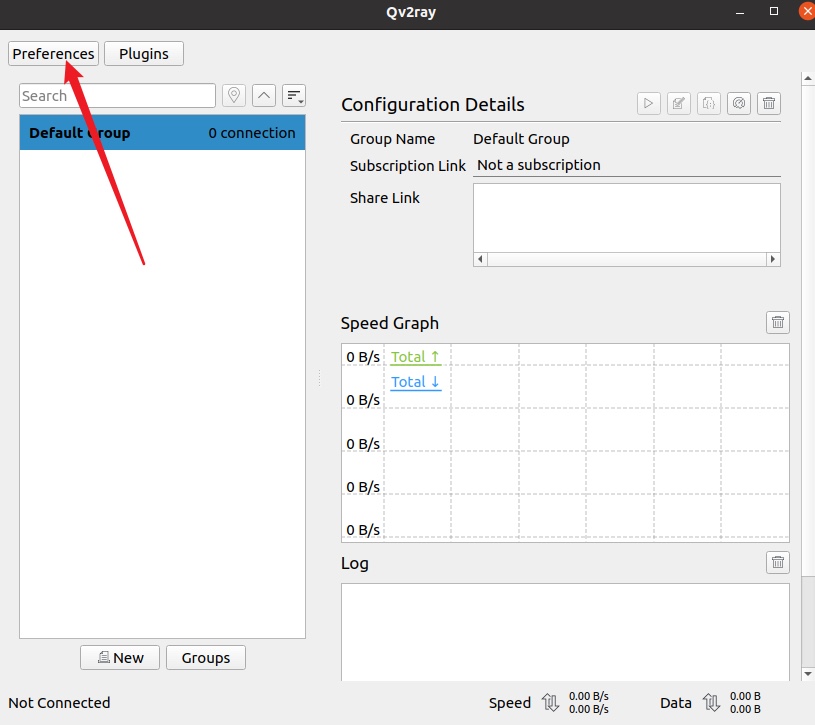 Qv2ray
Preferences Plugins
Search
Default Group 0 connection
New Groups
Configuration Details
Group Name Default Group
Subscription Link Not a subscription
Share Link
Speed Graph
0 B/s Total ↑
Total ↓
0 B/s
0 B/s
0 B/s
0 B/s
Log
Not Connected
Speed 0.00 B/s
0.00 B/s
Data 0.00 B
0.00 B